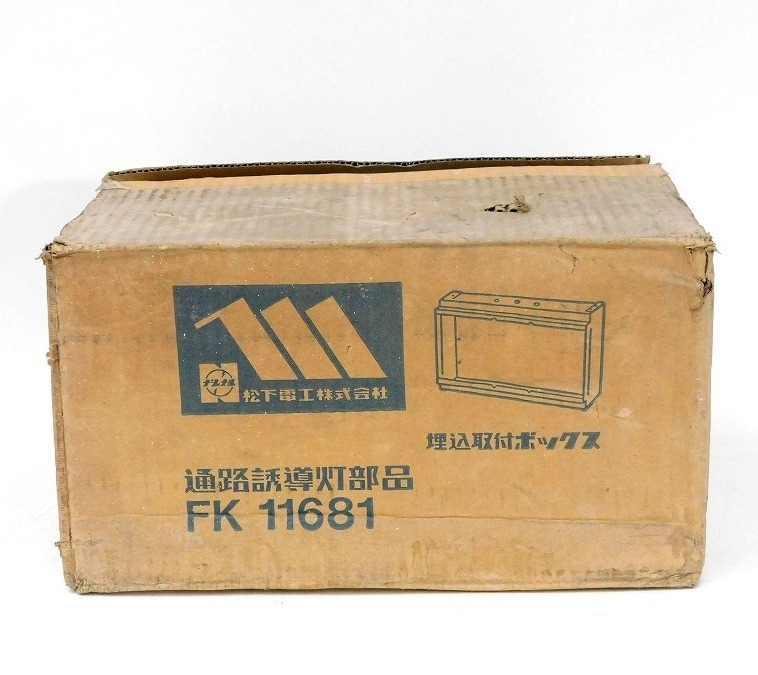 ナショナル
松下電工株式会社
埋込取付ボックス
通路誘導灯部品
FK 11681